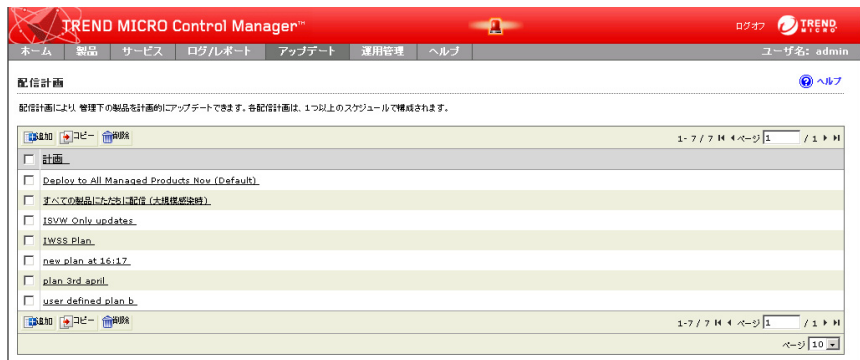 TREND MICRO Control Manager™
ログオフ
TREND MICRO
ホーム 製品 サービス ログ/レポート アップデート 運用管理 ヘルプ
ユーザ名: admin
配信計画
ヘルプ
配信計画により、管理下の製品を計画的にアップデートできます。各配信計画は、1つ以上のスケジュールで構成されます。
追加 コピー 削除
1- 7 / 7 ページ 1 / 1
計画
Deploy to All Managed Products Now (Default)
すべての製品にただちに配信 (大規模感染時)
ISVW Only updates
IWSS Plan
new plan at 16:17
plan 3rd april
user defined plan b
追加 コピー 削除
1-7 / 7 ページ 1 / 1
ページ 10